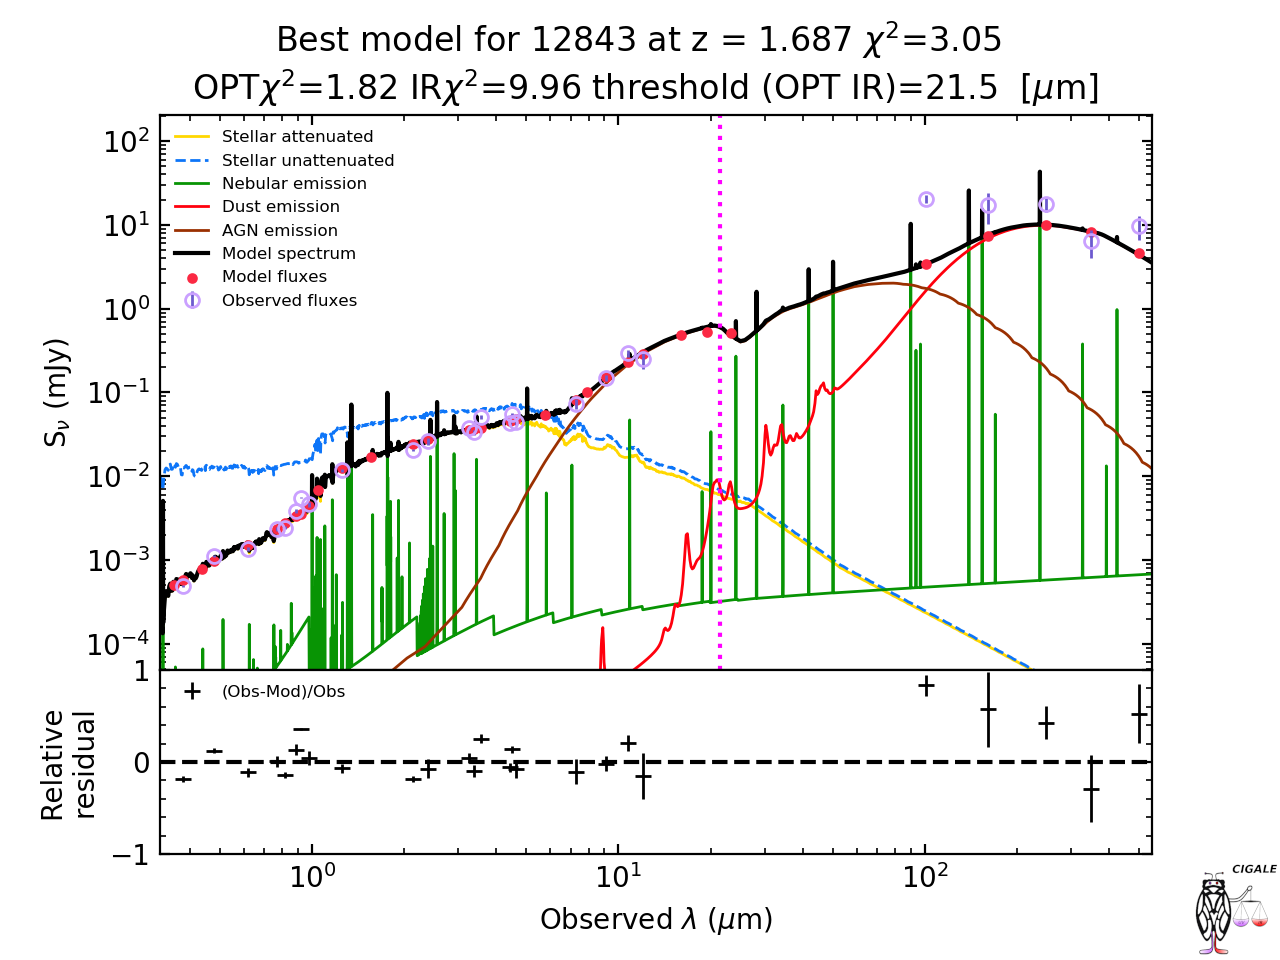 Best model for 12843 at z = 1.687 χ²=3.05
OPTχ²=1.82 IRχ²=9.96 threshold (OPT IR)=21.5 [μm]
Stellar attenuated
Stellar unattenuated
Nebular emission
Dust emission
AGN emission
Model spectrum
Model fluxes
Observed fluxes
10²
10¹
10⁰
10⁻¹
10⁻²
10⁻³
10⁻⁴
S_ν (mJy)
(Obs-Mod)/Obs
1
0
−1
Relative
residual
10⁰ 10¹ 10²
Observed λ (μm)
CIGALE